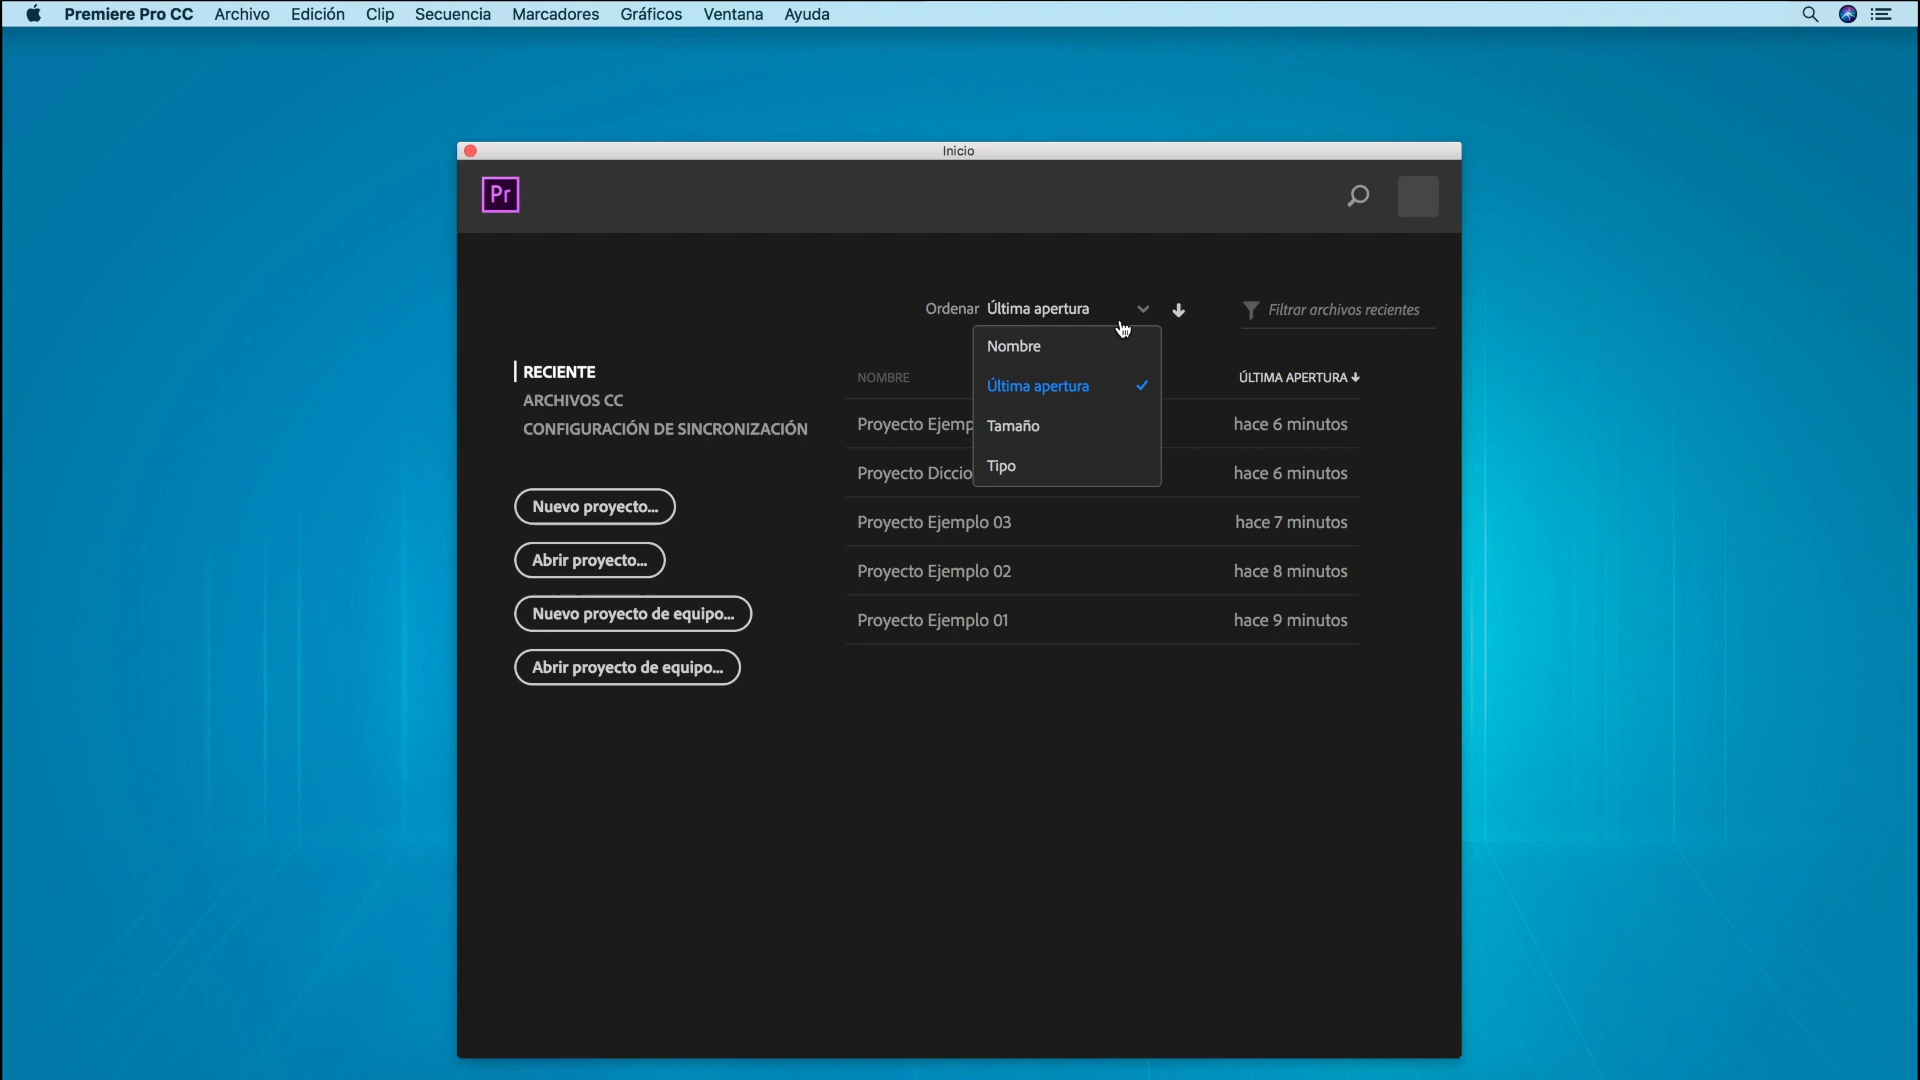 Premiere Pro CC Archivo Edición Clip Secuencia Marcadores Gráficos Ventana Ayuda
Inicio
Pr
Ordenar Última apertura Filtrar archivos recientes
Nombre
Última apertura
Tamaño
Tipo
RECIENTE
ARCHIVOS CC
CONFIGURACIÓN DE SINCRONIZACIÓN
Nuevo proyecto...
Abrir proyecto...
Nuevo proyecto de equipo...
Abrir proyecto de equipo...
NOMBRE ÚLTIMA APERTURA
Proyecto Ejemp hace 6 minutos
Proyecto Diccio hace 6 minutos
Proyecto Ejemplo 03 hace 7 minutos
Proyecto Ejemplo 02 hace 8 minutos
Proyecto Ejemplo 01 hace 9 minutos